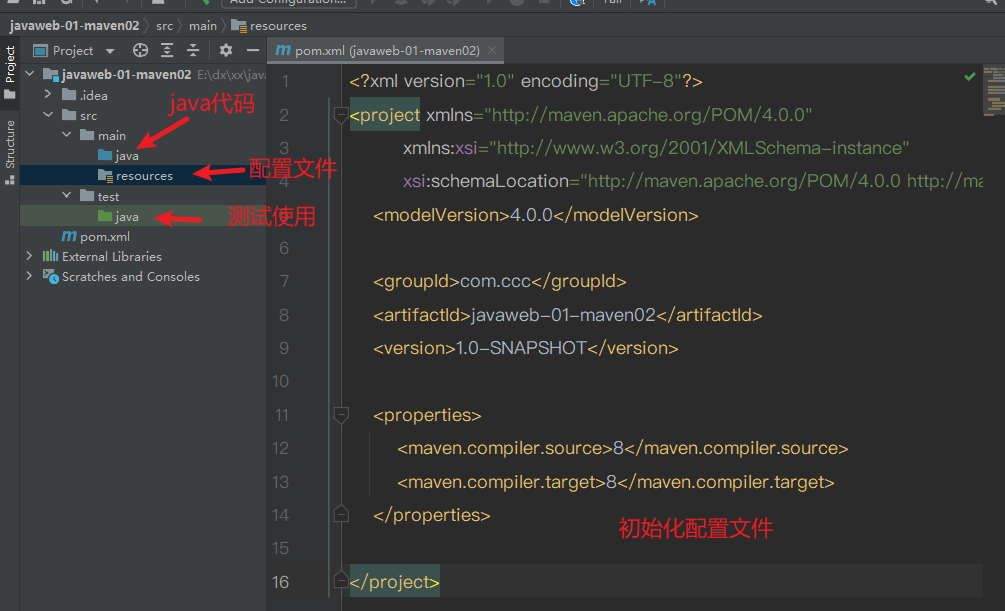 javaweb-01-maven02 src main resources
Project
pom.xml (javaweb-01-maven02)
Project
Structure
javaweb-01-maven02 E:\dx\xx\java
.idea
src
main
java
resources
test
java
pom.xml
External Libraries
Scratches and Consoles
java代码
配置文件
测试使用
1 <?xml version="1.0" encoding="UTF-8"?>
2 <project xmlns="http://maven.apache.org/POM/4.0.0"
3 xmlns:xsi="http://www.w3.org/2001/XMLSchema-instance"
4 xsi:schemaLocation="http://maven.apache.org/POM/4.0.0 http://ma
<modelVersion>4.0.0</modelVersion>
6
7 <groupId>com.ccc</groupId>
8 <artifactId>javaweb-01-maven02</artifactId>
9 <version>1.0-SNAPSHOT</version>
10
11 <properties>
12 <maven.compiler.source>8</maven.compiler.source>
13 <maven.compiler.target>8</maven.compiler.target>
14 </properties>
初始化配置文件
15
16 </project>